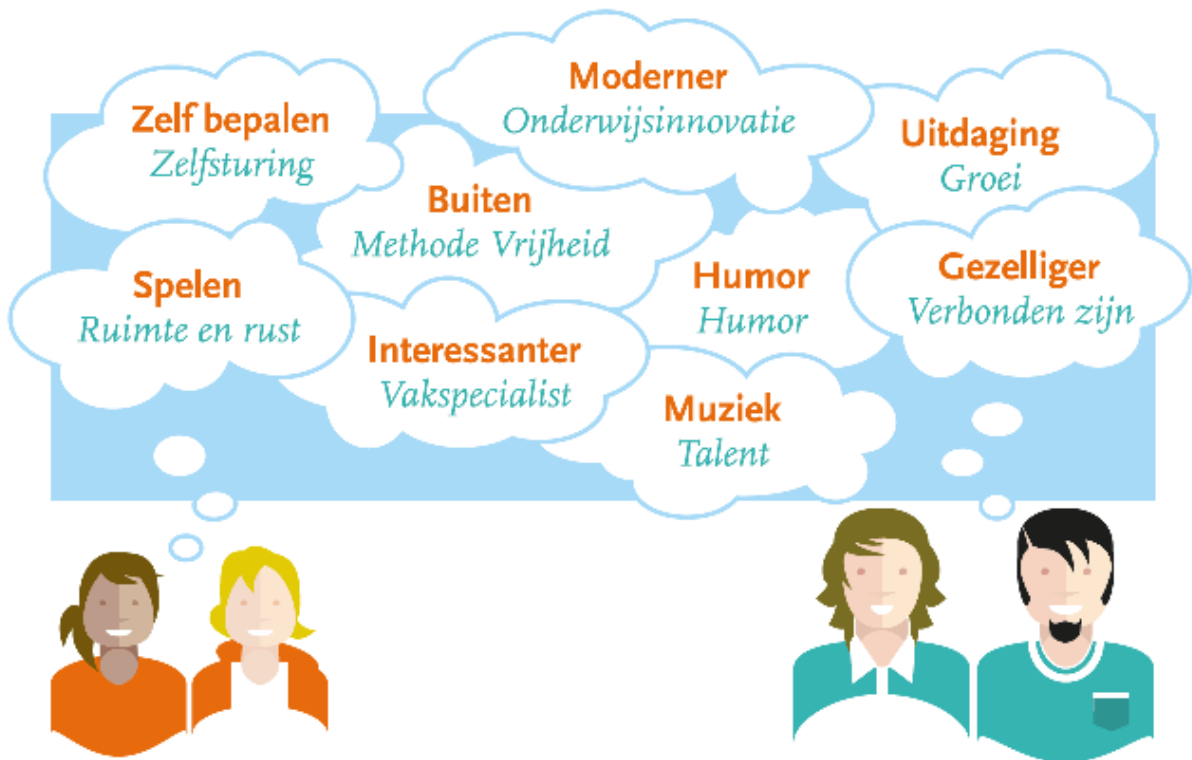 Moderner
Onderwijsinnovatie
Zelf bepalen
Zelfsturing
Uitdaging
Groei
Buiten
Methode Vrijheid
Spelen
Ruimte en rust
Humor
Humor
Gezelliger
Verbonden zijn
Interessanter
Vakspecialist
Muziek
Talent